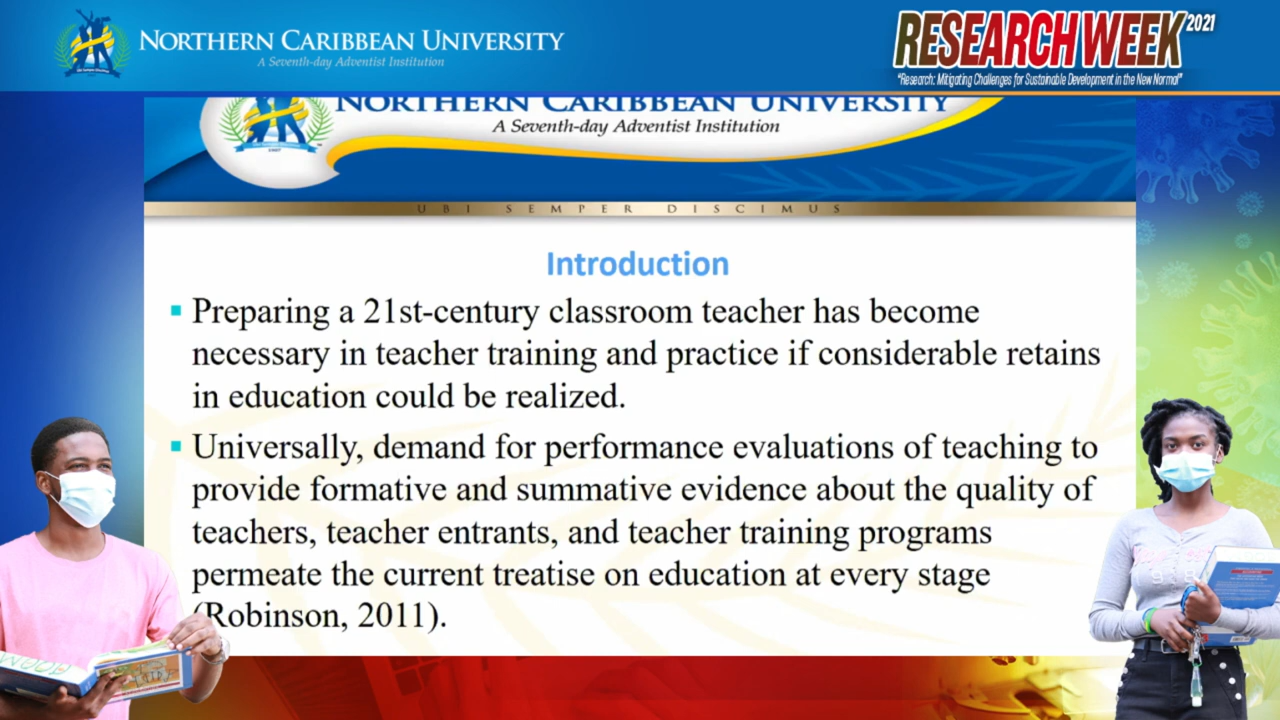 NORTHERN CARIBBEAN UNIVERSITY
A Seventh-day Adventist Institution
RESEARCH WEEK 2021
"Research: Mitigating Challenges for Sustainable Development in the New Normal"
NORTHERN CARIBBEAN UNIVERSITY
A Seventh-day Adventist Institution
UBI SEMPER DISCIMUS
Introduction
▪ Preparing a 21st-century classroom teacher has become
necessary in teacher training and practice if considerable retains
in education could be realized.
▪ Universally, demand for performance evaluations of teaching to
provide formative and summative evidence about the quality of
teachers, teacher entrants, and teacher training programs
permeate the current treatise on education at every stage
(Robinson, 2011).